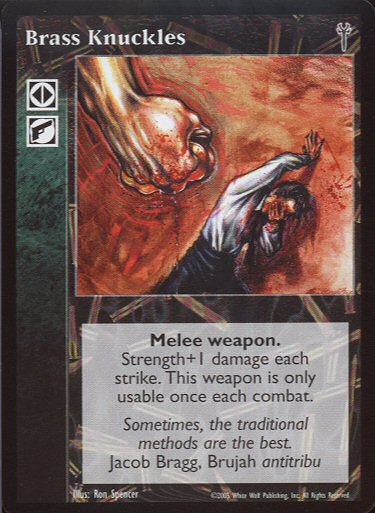 Brass Knuckles
Melee weapon.
Strength+1 damage each
strike. This weapon is only
usable once each combat.
Sometimes, the traditional
methods are the best.
Jacob Bragg, Brujah antitribu
Illus: Ron Spencer
©2005 White Wolf Publishing, Inc. All Rights Reserved